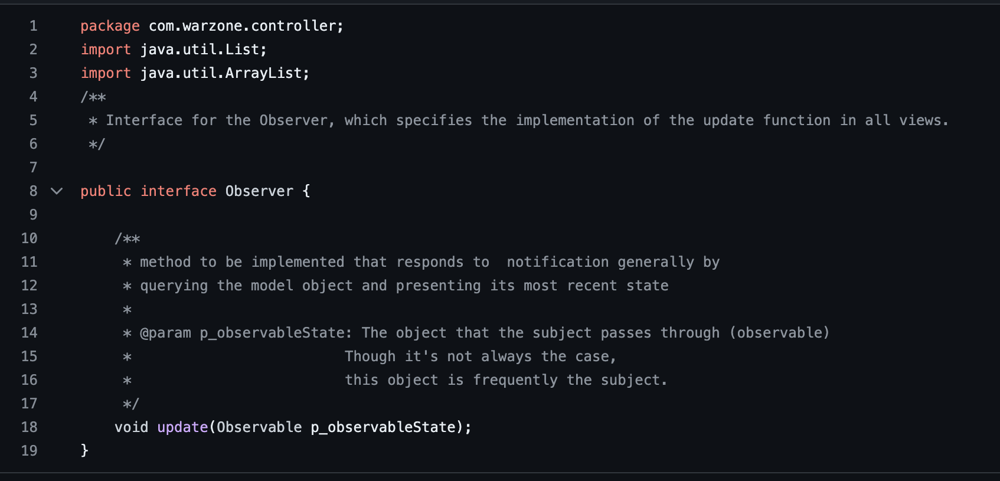 1 package com.warzone.controller;
2 import java.util.List;
3 import java.util.ArrayList;
4 /**
5  * Interface for the Observer, which specifies the implementation of the update function in all views.
6  */
7
8 public interface Observer {
9
10     /**
11      * method to be implemented that responds to  notification generally by
12      * querying the model object and presenting its most recent state
13      *
14      * @param p_observableState: The object that the subject passes through (observable)
15      *                         Though it's not always the case,
16      *                         this object is frequently the subject.
17      */
18     void update(Observable p_observableState);
19 }